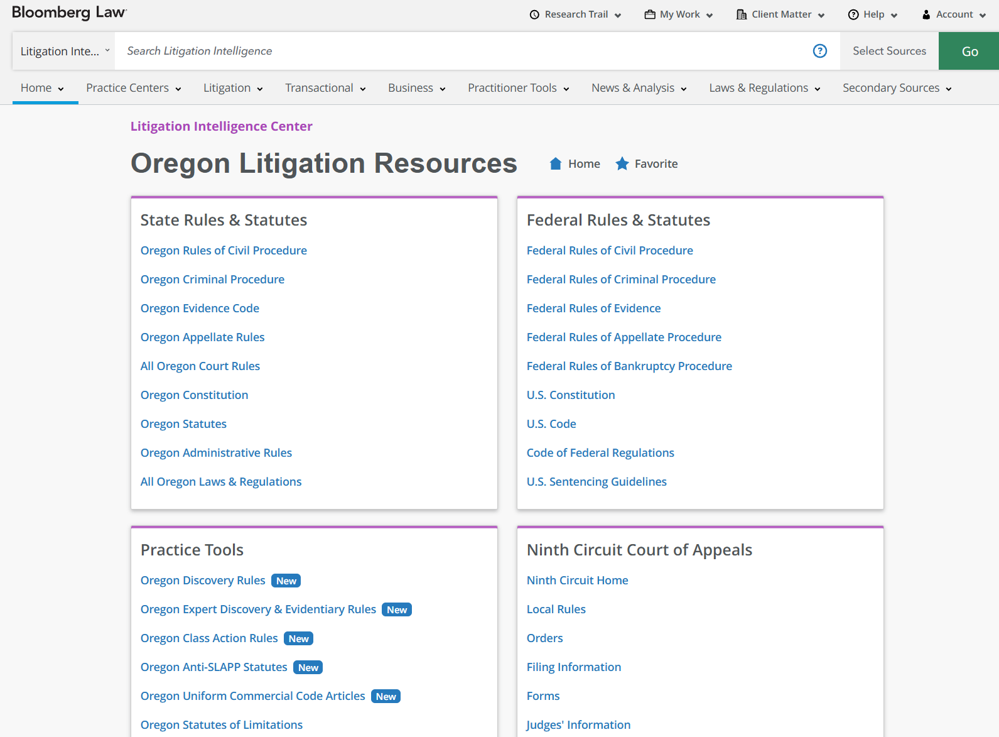 Bloomberg Law
Research Trail My Work Client Matter Help Account
Litigation Inte... Search Litigation Intelligence ? Select Sources Go
Home Practice Centers Litigation Transactional Business Practitioner Tools News & Analysis Laws & Regulations Secondary Sources
Litigation Intelligence Center
Oregon Litigation Resources Home Favorite
State Rules & Statutes
Oregon Rules of Civil Procedure
Oregon Criminal Procedure
Oregon Evidence Code
Oregon Appellate Rules
All Oregon Court Rules
Oregon Constitution
Oregon Statutes
Oregon Administrative Rules
All Oregon Laws & Regulations
Federal Rules & Statutes
Federal Rules of Civil Procedure
Federal Rules of Criminal Procedure
Federal Rules of Evidence
Federal Rules of Appellate Procedure
Federal Rules of Bankruptcy Procedure
U.S. Constitution
U.S. Code
Code of Federal Regulations
U.S. Sentencing Guidelines
Practice Tools
Oregon Discovery Rules New
Oregon Expert Discovery & Evidentiary Rules New
Oregon Class Action Rules New
Oregon Anti-SLAPP Statutes New
Oregon Uniform Commercial Code Articles New
Oregon Statutes of Limitations
Ninth Circuit Court of Appeals
Ninth Circuit Home
Local Rules
Orders
Filing Information
Forms
Judges' Information